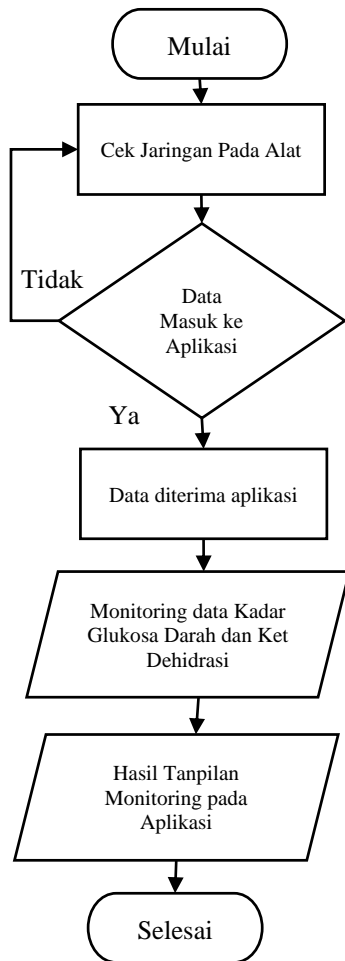 Mulai
Cek Jaringan Pada Alat
Tidak
Data
Masuk ke
Aplikasi
Ya
Data diterima aplikasi
Monitoring data Kadar
Glukosa Darah dan Ket
Dehidrasi
Hasil Tanpilan
Monitoring pada
Aplikasi
Selesai